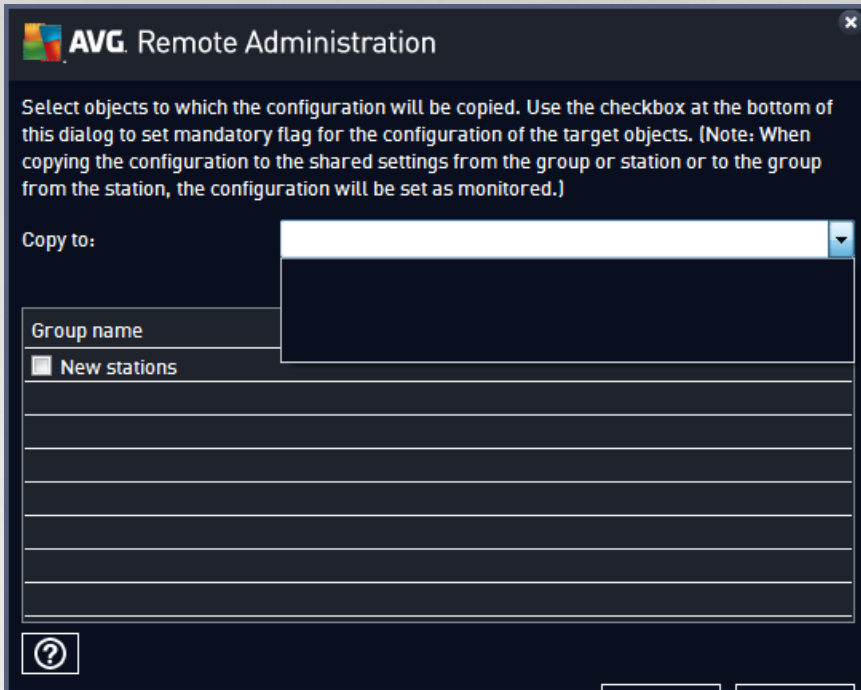 AVG. Remote Administration
Select objects to which the configuration will be copied. Use the checkbox at the bottom of
this dialog to set mandatory flag for the configuration of the target objects. (Note: When
copying the configuration to the shared settings from the group or station or to the group
from the station, the configuration will be set as monitored.)
Copy to:
Group name
New stations
?